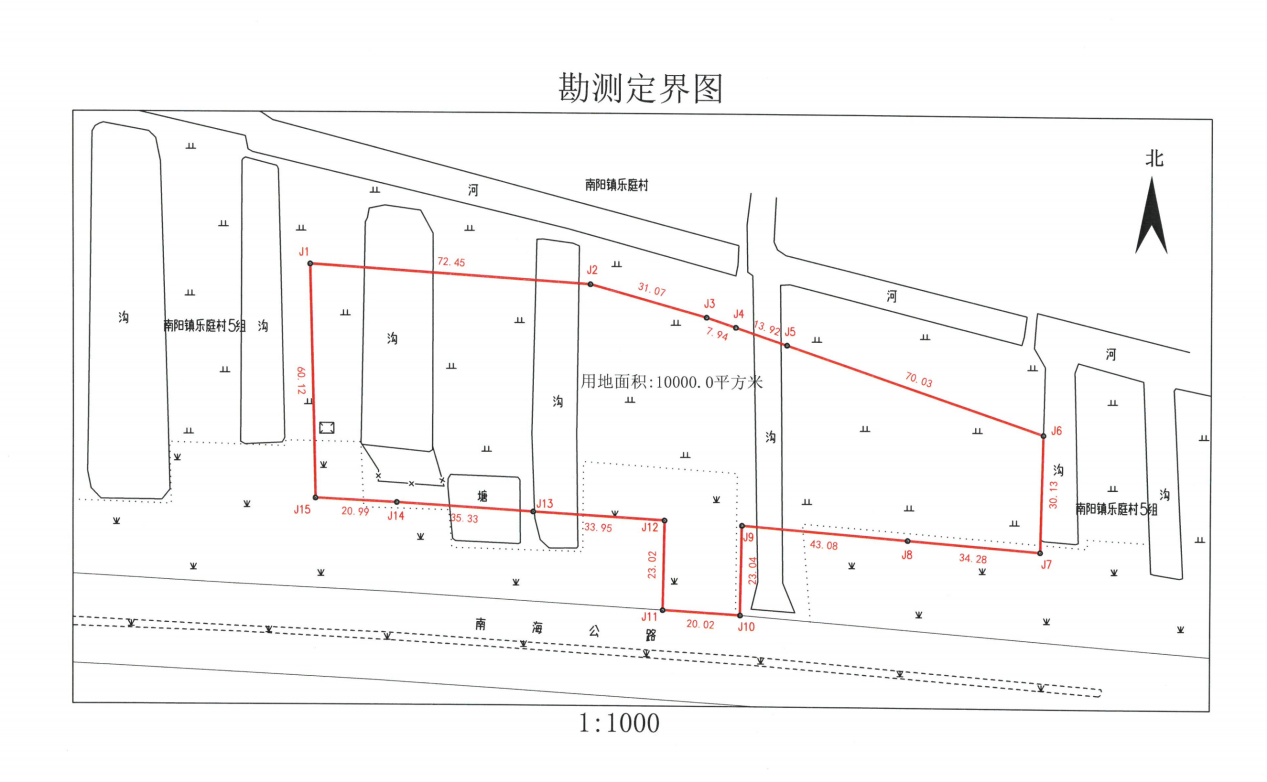 勘测定界图
北
南阳镇乐庭村
河
J1
72.45
J2
31.07
J3
7.94
J4
13.92
J5
河
河
沟
南阳镇乐庭村5组
沟
沟
60.12
用地面积:10000.0平方米
70.03
沟
沟
J6
沟
30.13
沟
南阳镇乐庭村5组
塘
J15
20.99
J14
35.33
J13
33.95
J12
J9
43.08
J8
34.28
J7
23.02
23.04
J11
20.02
J10
南海公路
1:1000